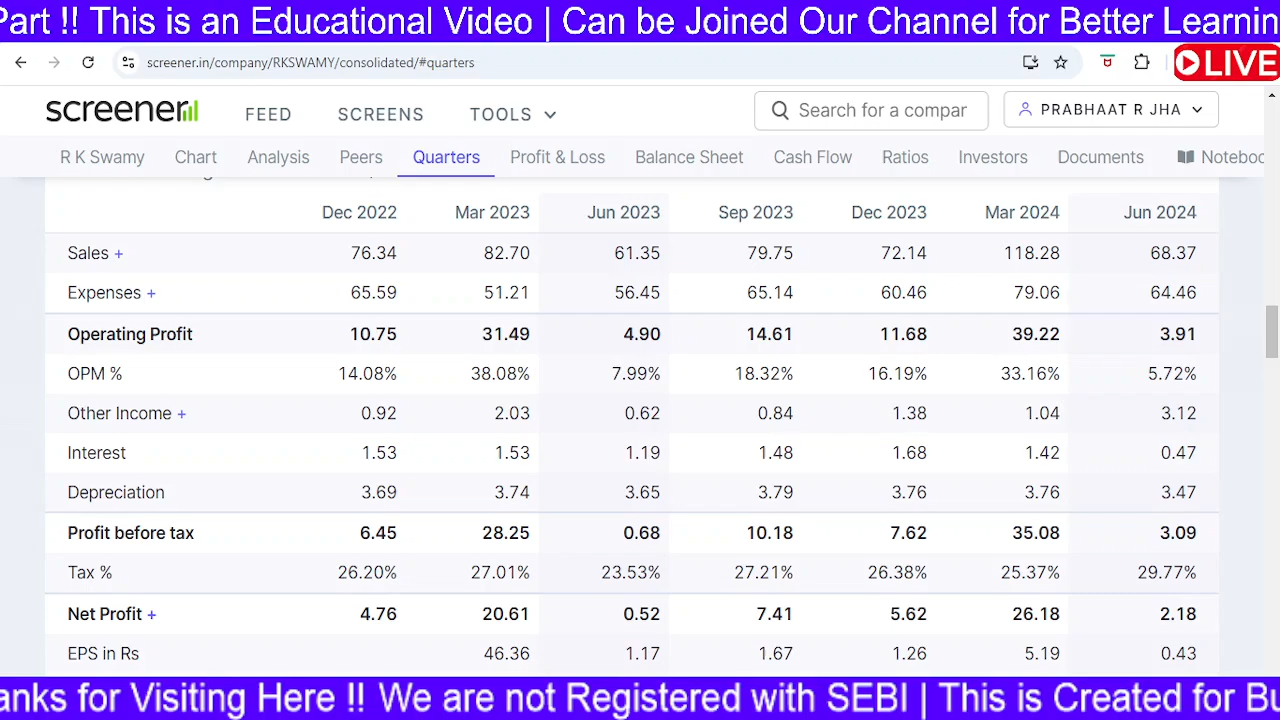 Part !! This is an Educational Video | Can be Joined Our Channel for Better Learnin
screener.in/company/RKSWAMY/consolidated/#quarters
LIVE
screener
FEED SCREENS TOOLS
Search for a compar
PRABHAAT R JHA
R K Swamy Chart Analysis Peers Quarters Profit & Loss Balance Sheet Cash Flow Ratios Investors Documents Noteboo
Dec 2022 Mar 2023 Jun 2023 Sep 2023 Dec 2023 Mar 2024 Jun 2024
Sales + 76.34 82.70 61.35 79.75 72.14 118.28 68.37
Expenses + 65.59 51.21 56.45 65.14 60.46 79.06 64.46
Operating Profit 10.75 31.49 4.90 14.61 11.68 39.22 3.91
OPM % 14.08% 38.08% 7.99% 18.32% 16.19% 33.16% 5.72%
Other Income + 0.92 2.03 0.62 0.84 1.38 1.04 3.12
Interest 1.53 1.53 1.19 1.48 1.68 1.42 0.47
Depreciation 3.69 3.74 3.65 3.79 3.76 3.76 3.47
Profit before tax 6.45 28.25 0.68 10.18 7.62 35.08 3.09
Tax % 26.20% 27.01% 23.53% 27.21% 26.38% 25.37% 29.77%
Net Profit + 4.76 20.61 0.52 7.41 5.62 26.18 2.18
EPS in Rs 46.36 1.17 1.67 1.26 5.19 0.43
anks for Visiting Here !! We are not Registered with SEBI | This is Created for Bu